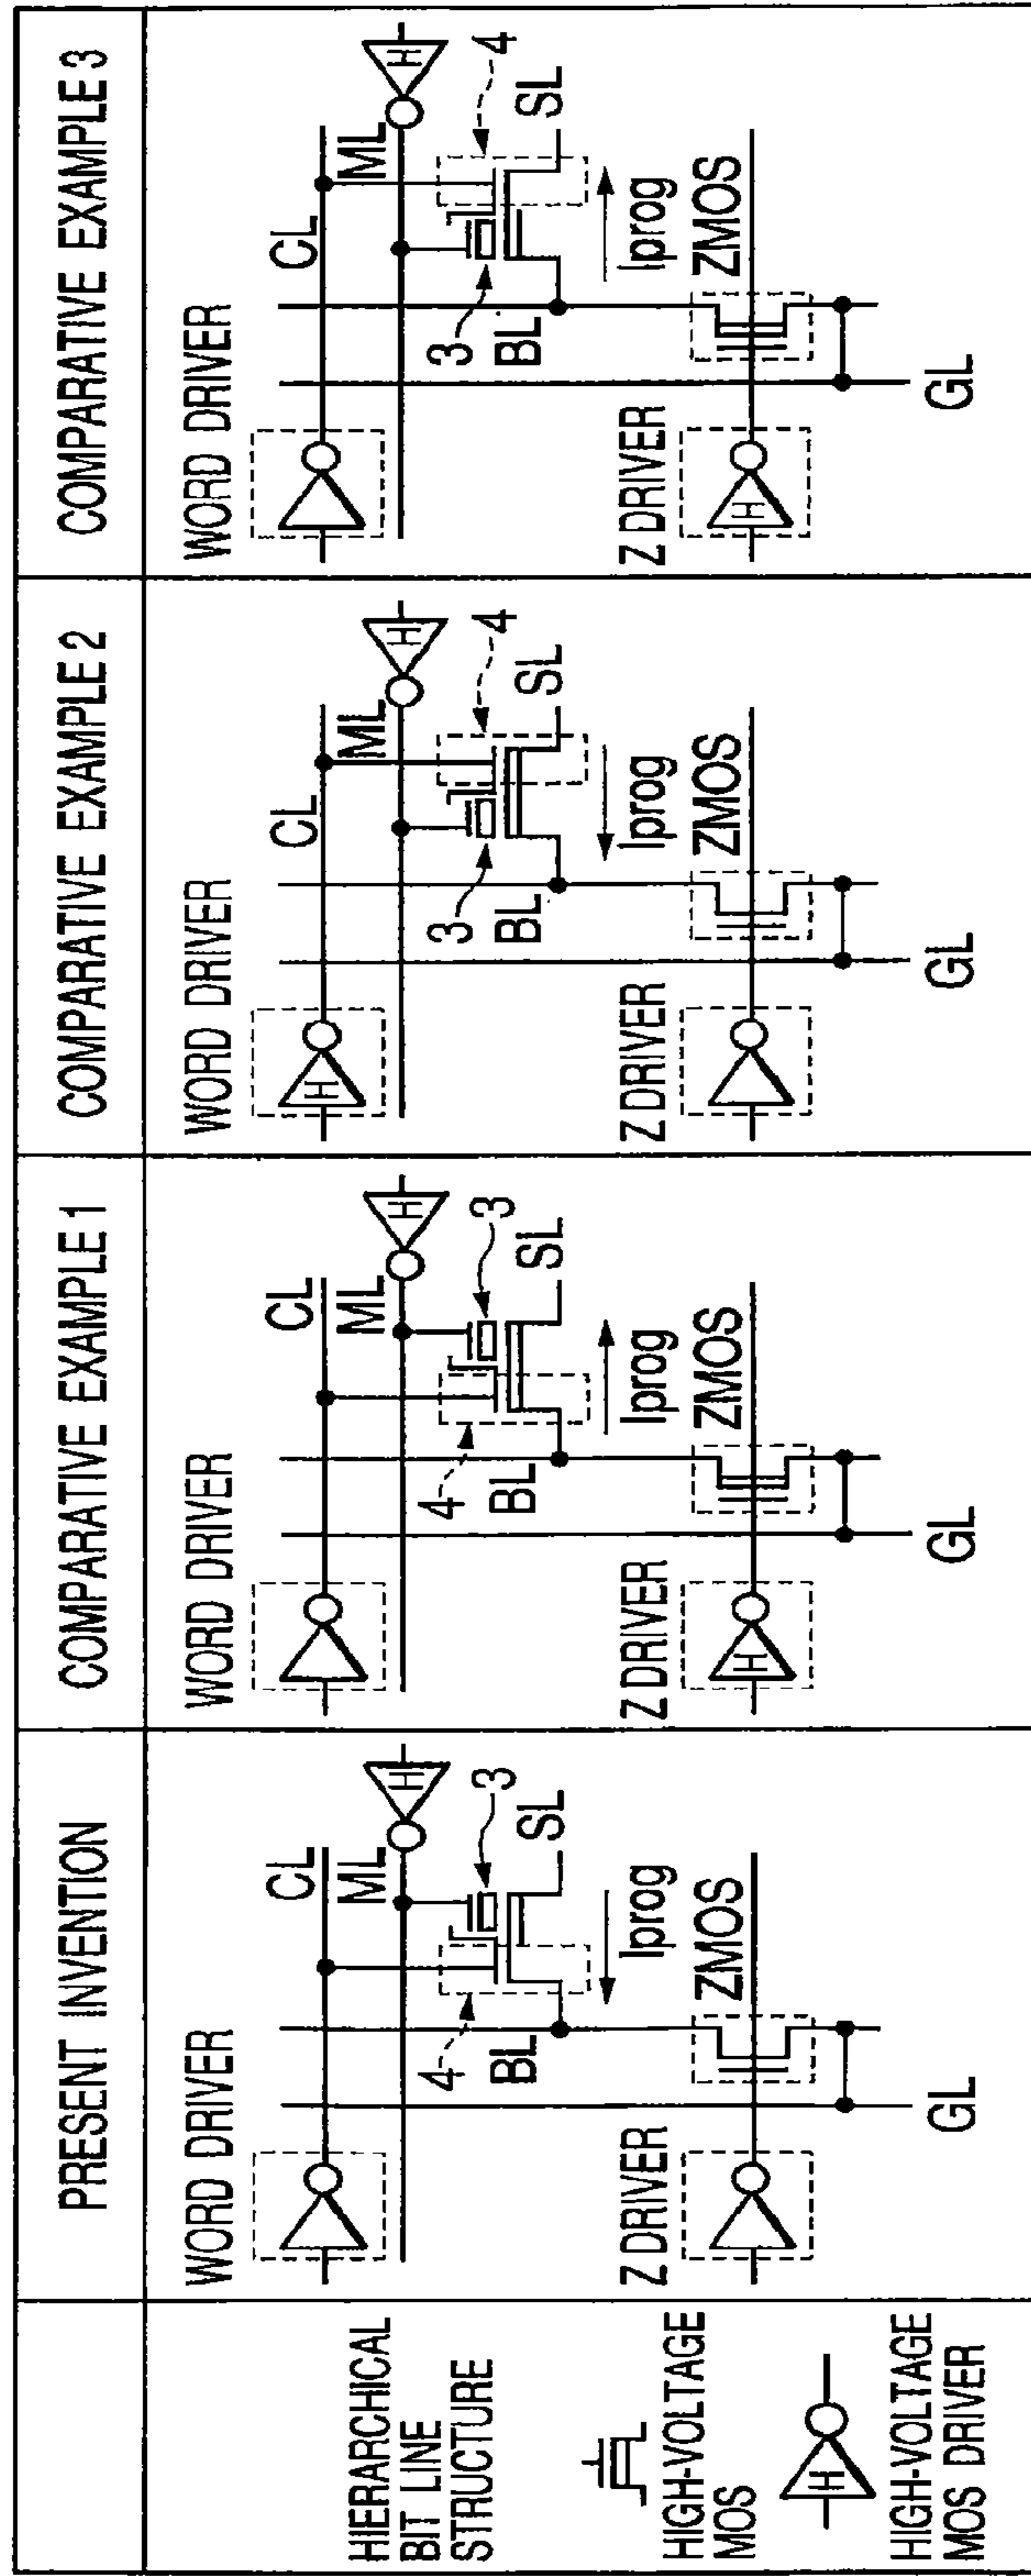 PRESENT INVENTION
COMPARATIVE EXAMPLE 1
COMPARATIVE EXAMPLE 2
COMPARATIVE EXAMPLE 3
HIERARCHICAL
BIT LINE
STRUCTURE
HIGH-VOLTAGE
MOS
H
HIGH-VOLTAGE
MOS DRIVER
WORD DRIVER
CL
ML
H
3
4
BL
SL
Iprog
Z DRIVER
ZMOS
GL
WORD DRIVER
CL
ML
H
3
4
BL
SL
Iprog
Z DRIVER
H
ZMOS
GL
WORD DRIVER
H
CL
ML
H
4
3
BL
SL
Iprog
Z DRIVER
ZMOS
GL
WORD DRIVER
CL
ML
H
4
3
BL
SL
Iprog
Z DRIVER
H
ZMOS
GL